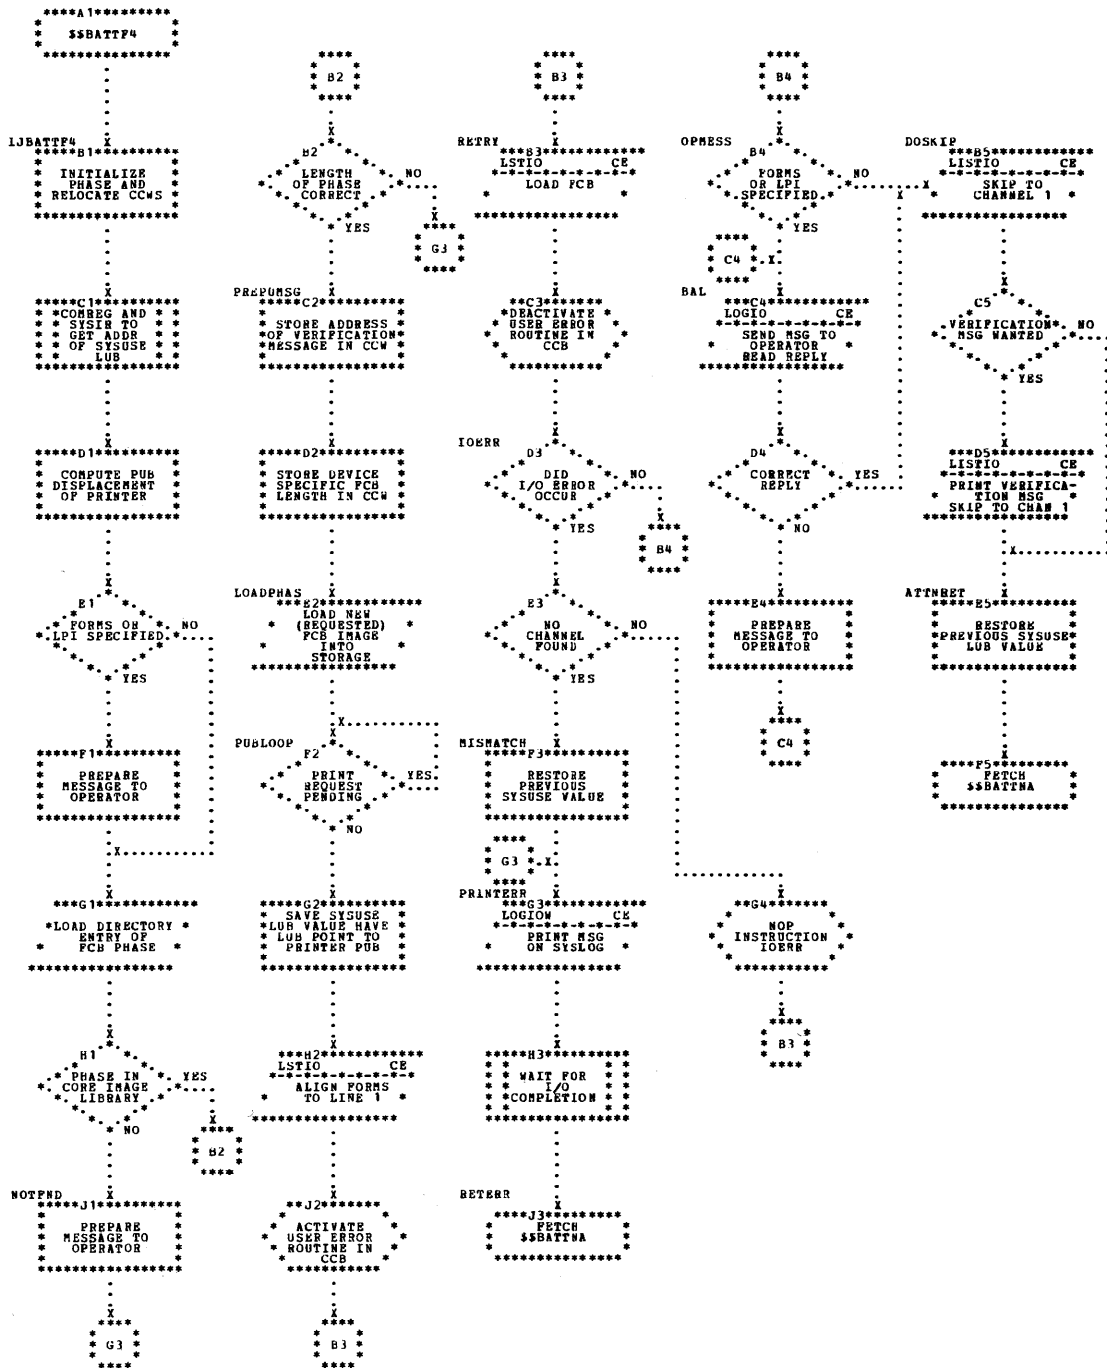 A1
$$BATTF4
IJBATTF4
B1
INITIALIZE
PHASE AND
RELOCATE CCWS
C1
COMREG AND
SYSIR TO
GET ADDR
OF SYSUSE
LUB
D1
COMPUTE PUB
DISPLACEMENT
OF PRINTER
E1
FORMS OR
LPI SPECIFIED
NO
YES
F1
PREPARE
MESSAGE TO
OPERATOR
G1
LOAD DIRECTORY
ENTRY OF
FCB PHASE
H1
PHASE IN
CORE IMAGE
LIBRARY
YES
NO
B2
NOTFND
J1
PREPARE
MESSAGE TO
OPERATOR
G3
B2
B2
LENGTH
OF PHASE
CORRECT
NO
YES
G3
PREPUMSG
C2
STORE ADDRESS
OF VERIFICATION
MESSAGE IN CCW
D2
STORE DEVICE
SPECIFIC FCB
LENGTH IN CCW
LOADPHAS
E2
LOAD NEW
(REQUESTED)
FCB IMAGE
INTO
STORAGE
PUBLOOP
F2
PRINT
REQUEST
PENDING
YES
NO
G2
SAVE SYSUSE
LUB VALUE HAVE
LUB POINT TO
PRINTER PUB
H2
LSTIO CE
ALIGN FORMS
TO LINE 1
J2
ACTIVATE
USER ERROR
ROUTINE IN
CCB
B3
B3
RETRY
B3
LSTIO CE
LOAD FCB
C3
DEACTIVATE
USER ERROR
ROUTINE IN
CCB
IOERR
D3
DID
I/O ERROR
OCCUR
NO
YES
B4
E3
NO
CHANNEL
FOUND
NO
YES
MISMATCH
F3
RESTORE
PREVIOUS
SYSUSE VALUE
G3
PRINTERR
G3
LOGIOW CE
PRINT MSG
ON SYSLOG
H3
WAIT FOR
I/O
COMPLETION
RETERR
J3
FETCH
$$BATTNA
B4
OPMESS
B4
FORMS
OR LPI
SPECIFIED
NO
YES
C4
BAL
C4
LOGIO CE
SEND MSG TO
OPERATOR
READ REPLY
D4
CORRECT
REPLY
YES
NO
E4
PREPARE
MESSAGE TO
OPERATOR
C4
G4
NOP
INSTRUCTION
IOERR
B3
DOSKIP
B5
LISTIO CE
SKIP TO
CHANNEL 1
C5
VERIFICATION
MSG WANTED
NO
YES
D5
LISTIO CE
PRINT VERIFICA-
TION MSG
SKIP TO CHAN 1
ATTNRET
E5
RESTORE
PREVIOUS SYSUSE
LUB VALUE
F5
FETCH
$$BATTNA